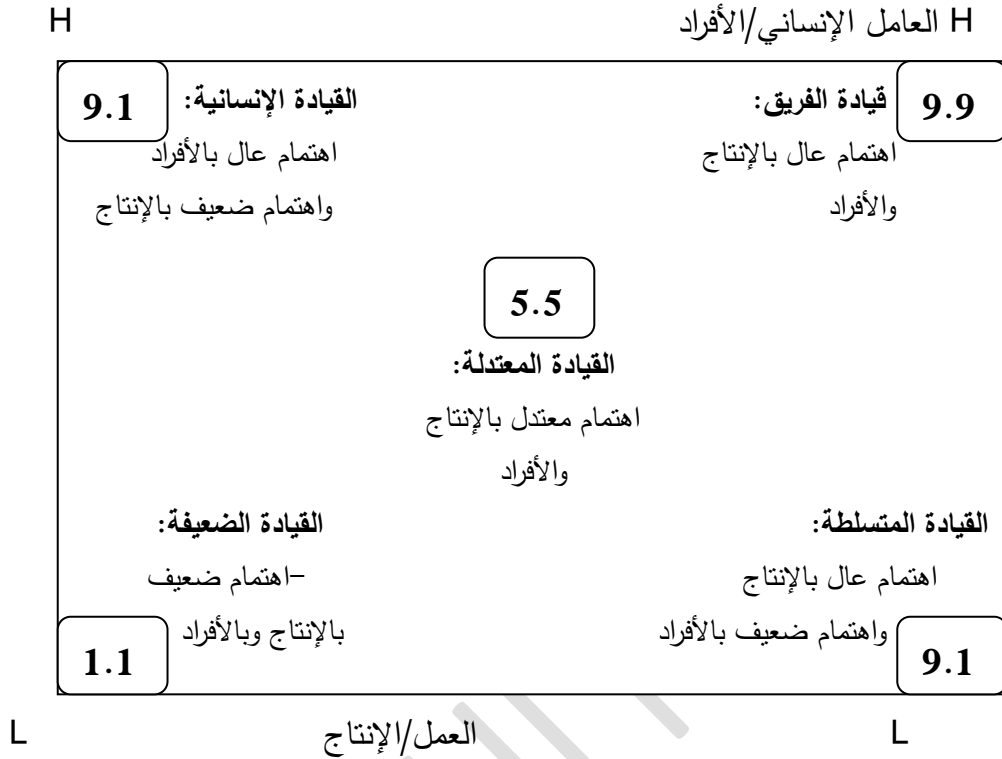 H العامل الإنساني/الأفراد
H
9.9
قيادة الفريق:
اهتمام عال بالإنتاج
والأفراد
9.1
القيادة الإنسانية:
اهتمام عال بالأفراد
واهتمام ضعيف بالإنتاج
5.5
القيادة المعتدلة:
اهتمام معتدل بالإنتاج
والأفراد
القيادة المتسلطة:
اهتمام عال بالإنتاج
واهتمام ضعيف بالأفراد
9.1
القيادة الضعيفة:
-اهتمام ضعيف
بالإنتاج وبالأفراد
1.1
L
العمل/الإنتاج
L